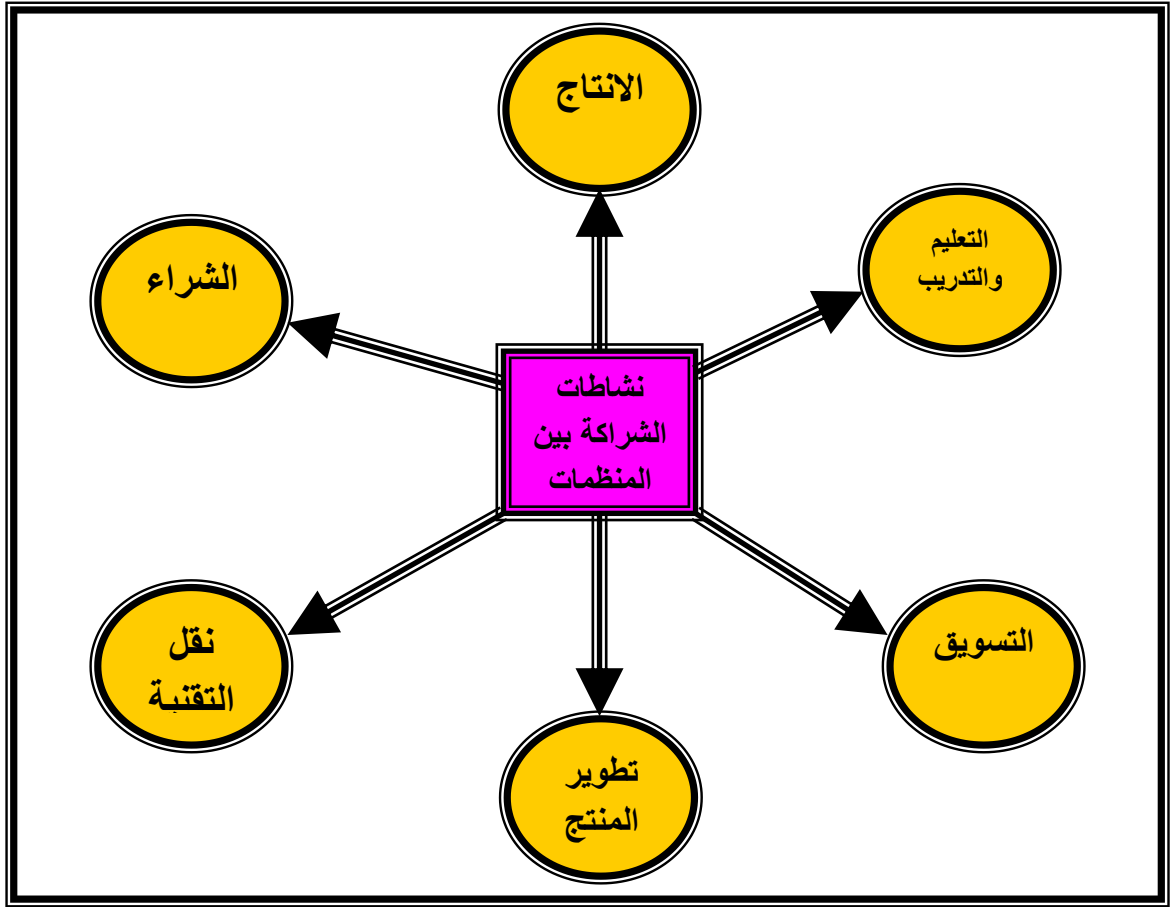 الانتاج
التعليم
والتدريب
الشراء
نشاطات
الشراكة بين
المنظمات
التسويق
نقل
التقنية
تطوير
المنتج